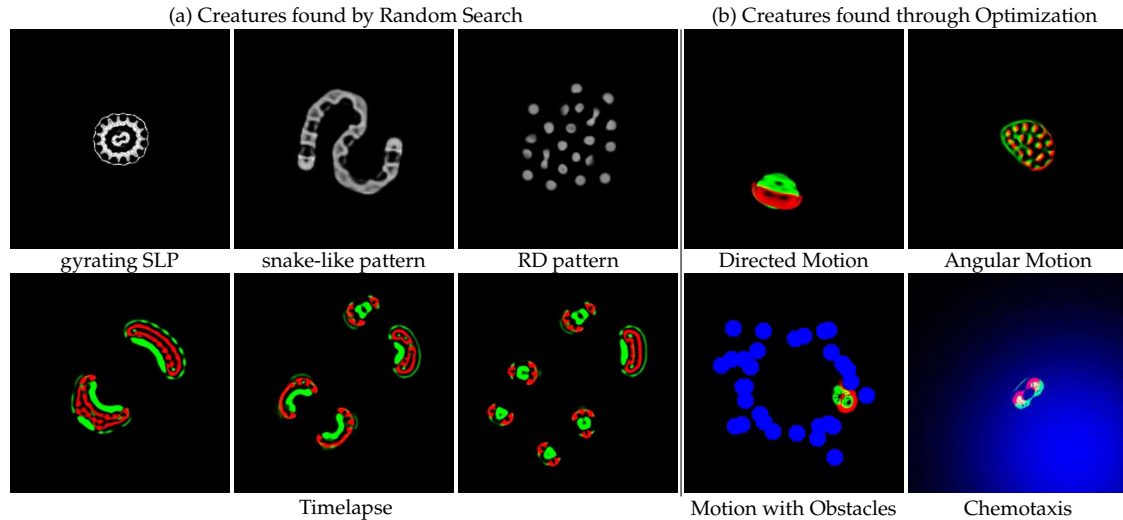 (a) Creatures found by Random Search
(b) Creatures found through Optimization
gyrating SLP
snake-like pattern
RD pattern
Directed Motion
Angular Motion
Timelapse
Motion with Obstacles
Chemotaxis